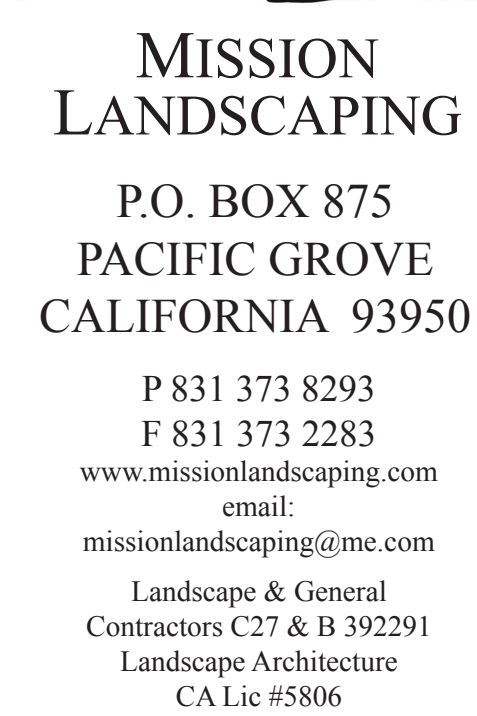 MISSION
LANDSCAPING
P.O. BOX 875
PACIFIC GROVE
CALIFORNIA 93950
P 831 373 8293
F 831 373 2283
www.missionlandscaping.com
email:
missionlandscaping@me.com
Landscape & General
Contractors C27 & B 392291
Landscape Architecture
CA Lic #5806